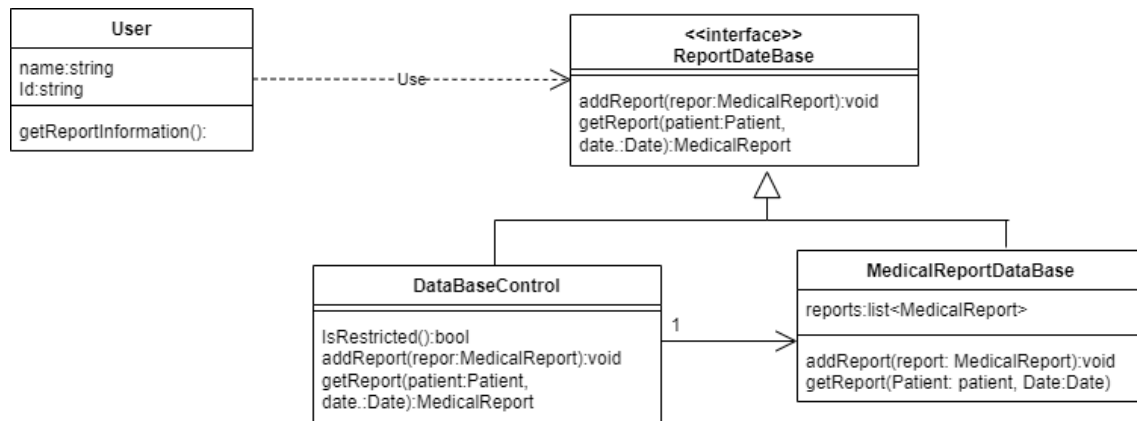 User
name:string
Id:string
getReportInformation():
Use
<<interface>>
ReportDateBase
addReport(repor:MedicalReport):void
getReport(patient:Patient,
date.:Date):MedicalReport
DataBaseControl
IsRestricted():bool
addReport(repor:MedicalReport):void
getReport(patient:Patient,
date.:Date):MedicalReport
1
MedicalReportDataBase
reports:list<MedicalReport>
addReport(report: MedicalReport):void
getReport(Patient: patient, Date:Date)